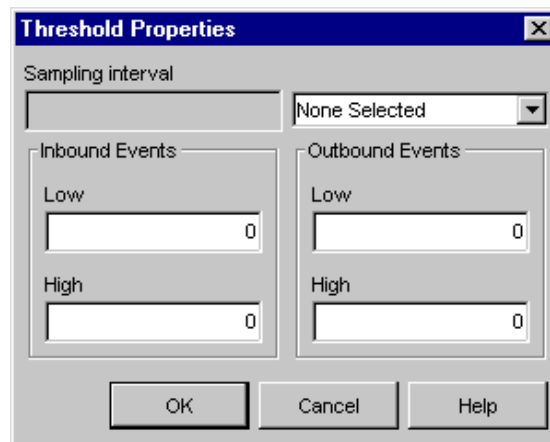 Threshold Properties
Sampling interval
None Selected
Inbound Events
Low
0
High
0
Outbound Events
Low
0
High
0
OK
Cancel
Help